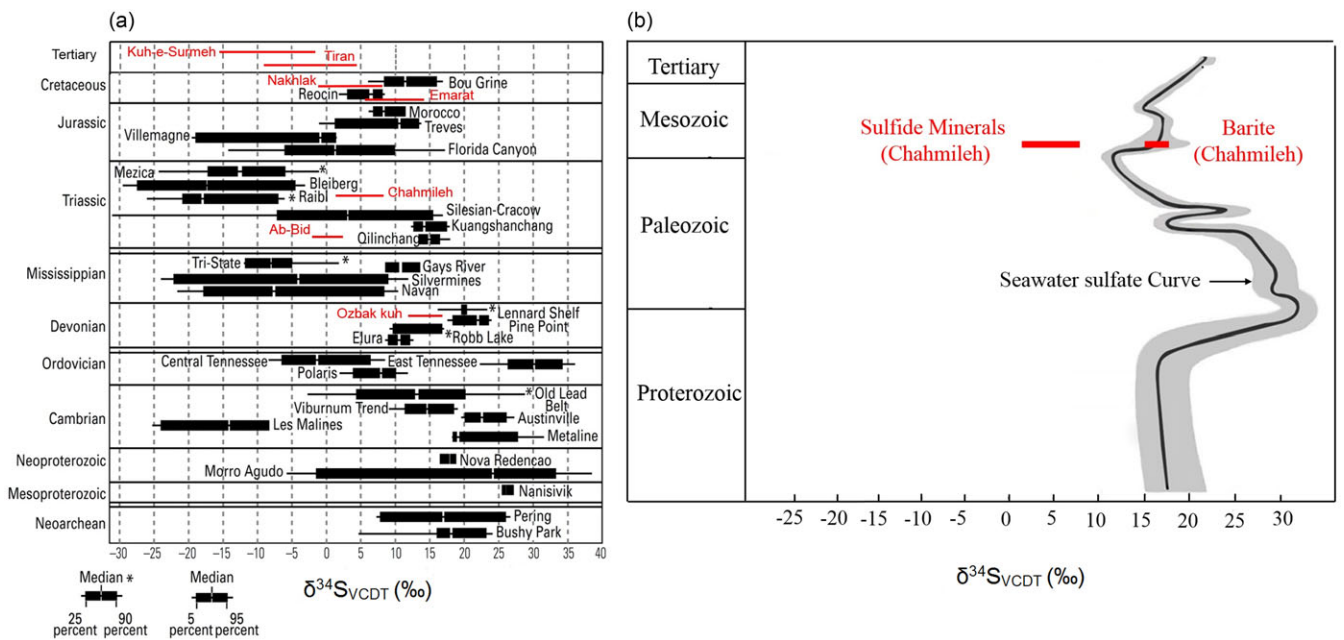 (a)
Tertiary
Kuh-e-Surmeh
Tiran
Cretaceous
Nakhlak
Bou Grine
Reocin
Emarat
Jurassic
Morocco
Treves
Villemagne
Florida Canyon
Triassic
Mezica
*
Bleiberg
* Raibl
Chahmileh
Silesian-Cracow
Kuangshanchang
Ab-Bid
Qilinchang
Mississippian
Tri-State
*
Gays River
Silvermines
Navan
Devonian
Ozbak kuh
* Lennard Shelf
Pine Point
Elura
* Robb Lake
Ordovician
Central Tennessee
East Tennessee
Polaris
Cambrian
* Old Lead
Belt
Viburnum Trend
Austinville
Les Malines
Metaline
Neoproterozoic
Nova Redencao
Morro Agudo
Mesoproterozoic
Nanisivik
Neoarchean
Pering
Bushy Park
−30 −25 −20 −15 −10 −5 0 5 10 15 20 25 30 35 40
δ34SVCDT (‰)
Median *
25 percent
90 percent
Median
5 percent
95 percent
(b)
Tertiary
Mesozoic
Sulfide Minerals
(Chahmileh)
Barite
(Chahmileh)
Paleozoic
Seawater sulfate Curve
Proterozoic
-25 -20 -15 -10 -5 0 5 10 15 20 25 30
δ34SVCDT (‰)